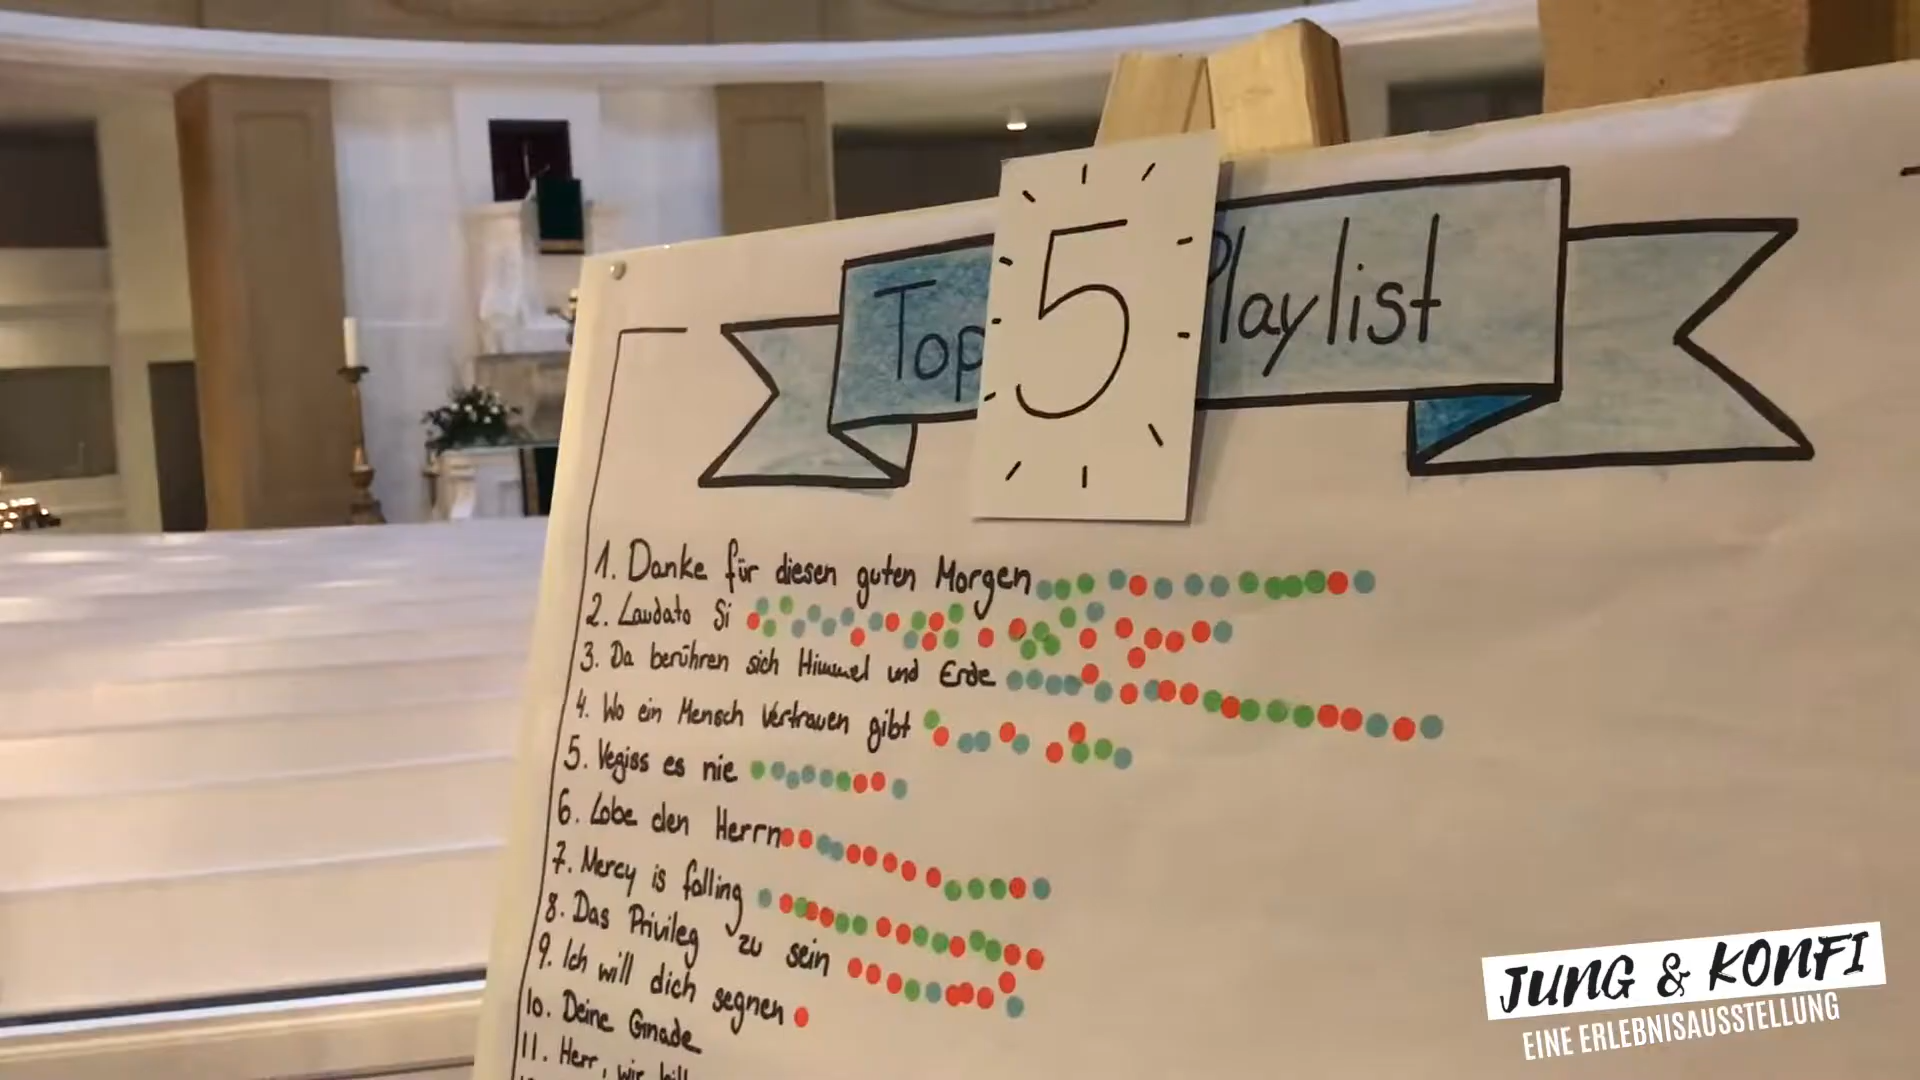 Top 5 Playlist
1. Danke für diesen guten Morgen
2. Laudato Si
3. Da berühren sich Himmel und Erde
4. Wo ein Mensch Vertrauen gibt
5. Vegiss es nie
6. Lobe den Herrn
7. Mercy is falling
8. Das Privileg zu sein
9. Ich will dich segnen
10. Deine Gnade
11. Herr, wir
JUNG & KONFI
EINE ERLEBNISAUSSTELLUNG